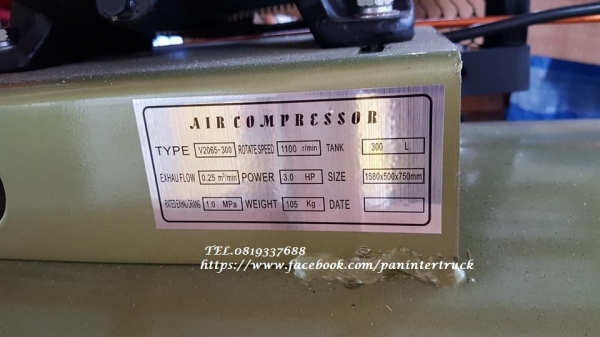 AIR COMPRESSOR
TYPE V2065-300 ROTATE SPEED 1100 r/min TANK 300 L
EXHAU FLOW 0.25 m³/min POWER 3.0 HP SIZE 1580x500x750mm
1.0 MPa WEIGHT 105 Kg. DATE
TEL.0819337688
https://www.facebook.com/paninintertruck